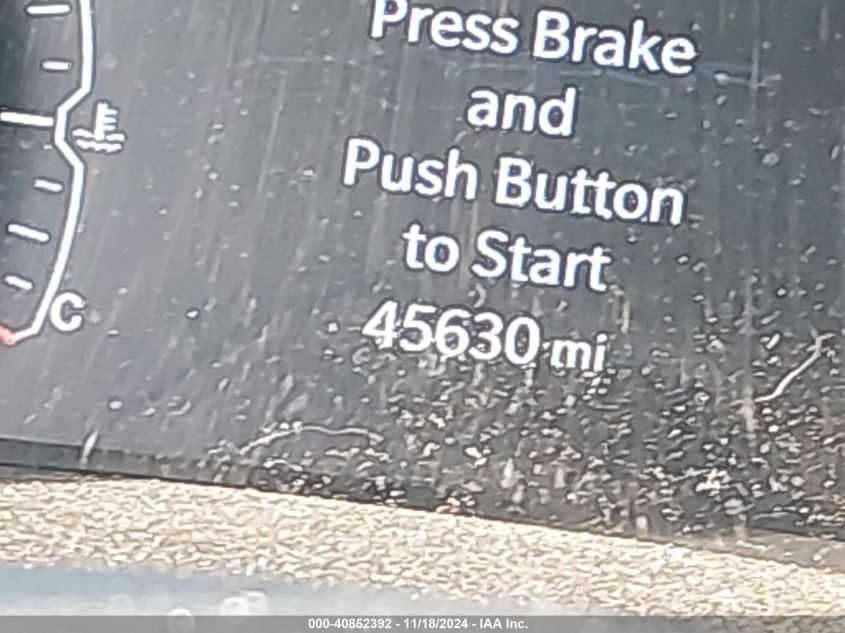 Press Brake
and
Push Button
to Start
45630 mi
C
000-40852392 - 11/18/2024 - IAA Inc.